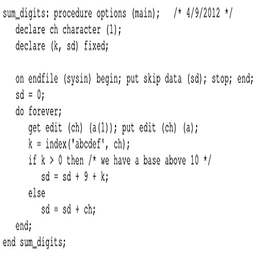 sum_digits: procedure options (main);   /* 4/9/2012 */
   declare ch character (1);
   declare (k, sd) fixed;

   on endfile (sysin) begin; put skip data (sd); stop; end;
   sd = 0;
   do forever;
      get edit (ch) (a(1)); put edit (ch) (a);
      k = index('abcdef', ch);
      if k > 0 then /* we have a base above 10 */
         sd = sd + 9 + k;
      else
         sd = sd + ch;
   end;
end sum_digits;